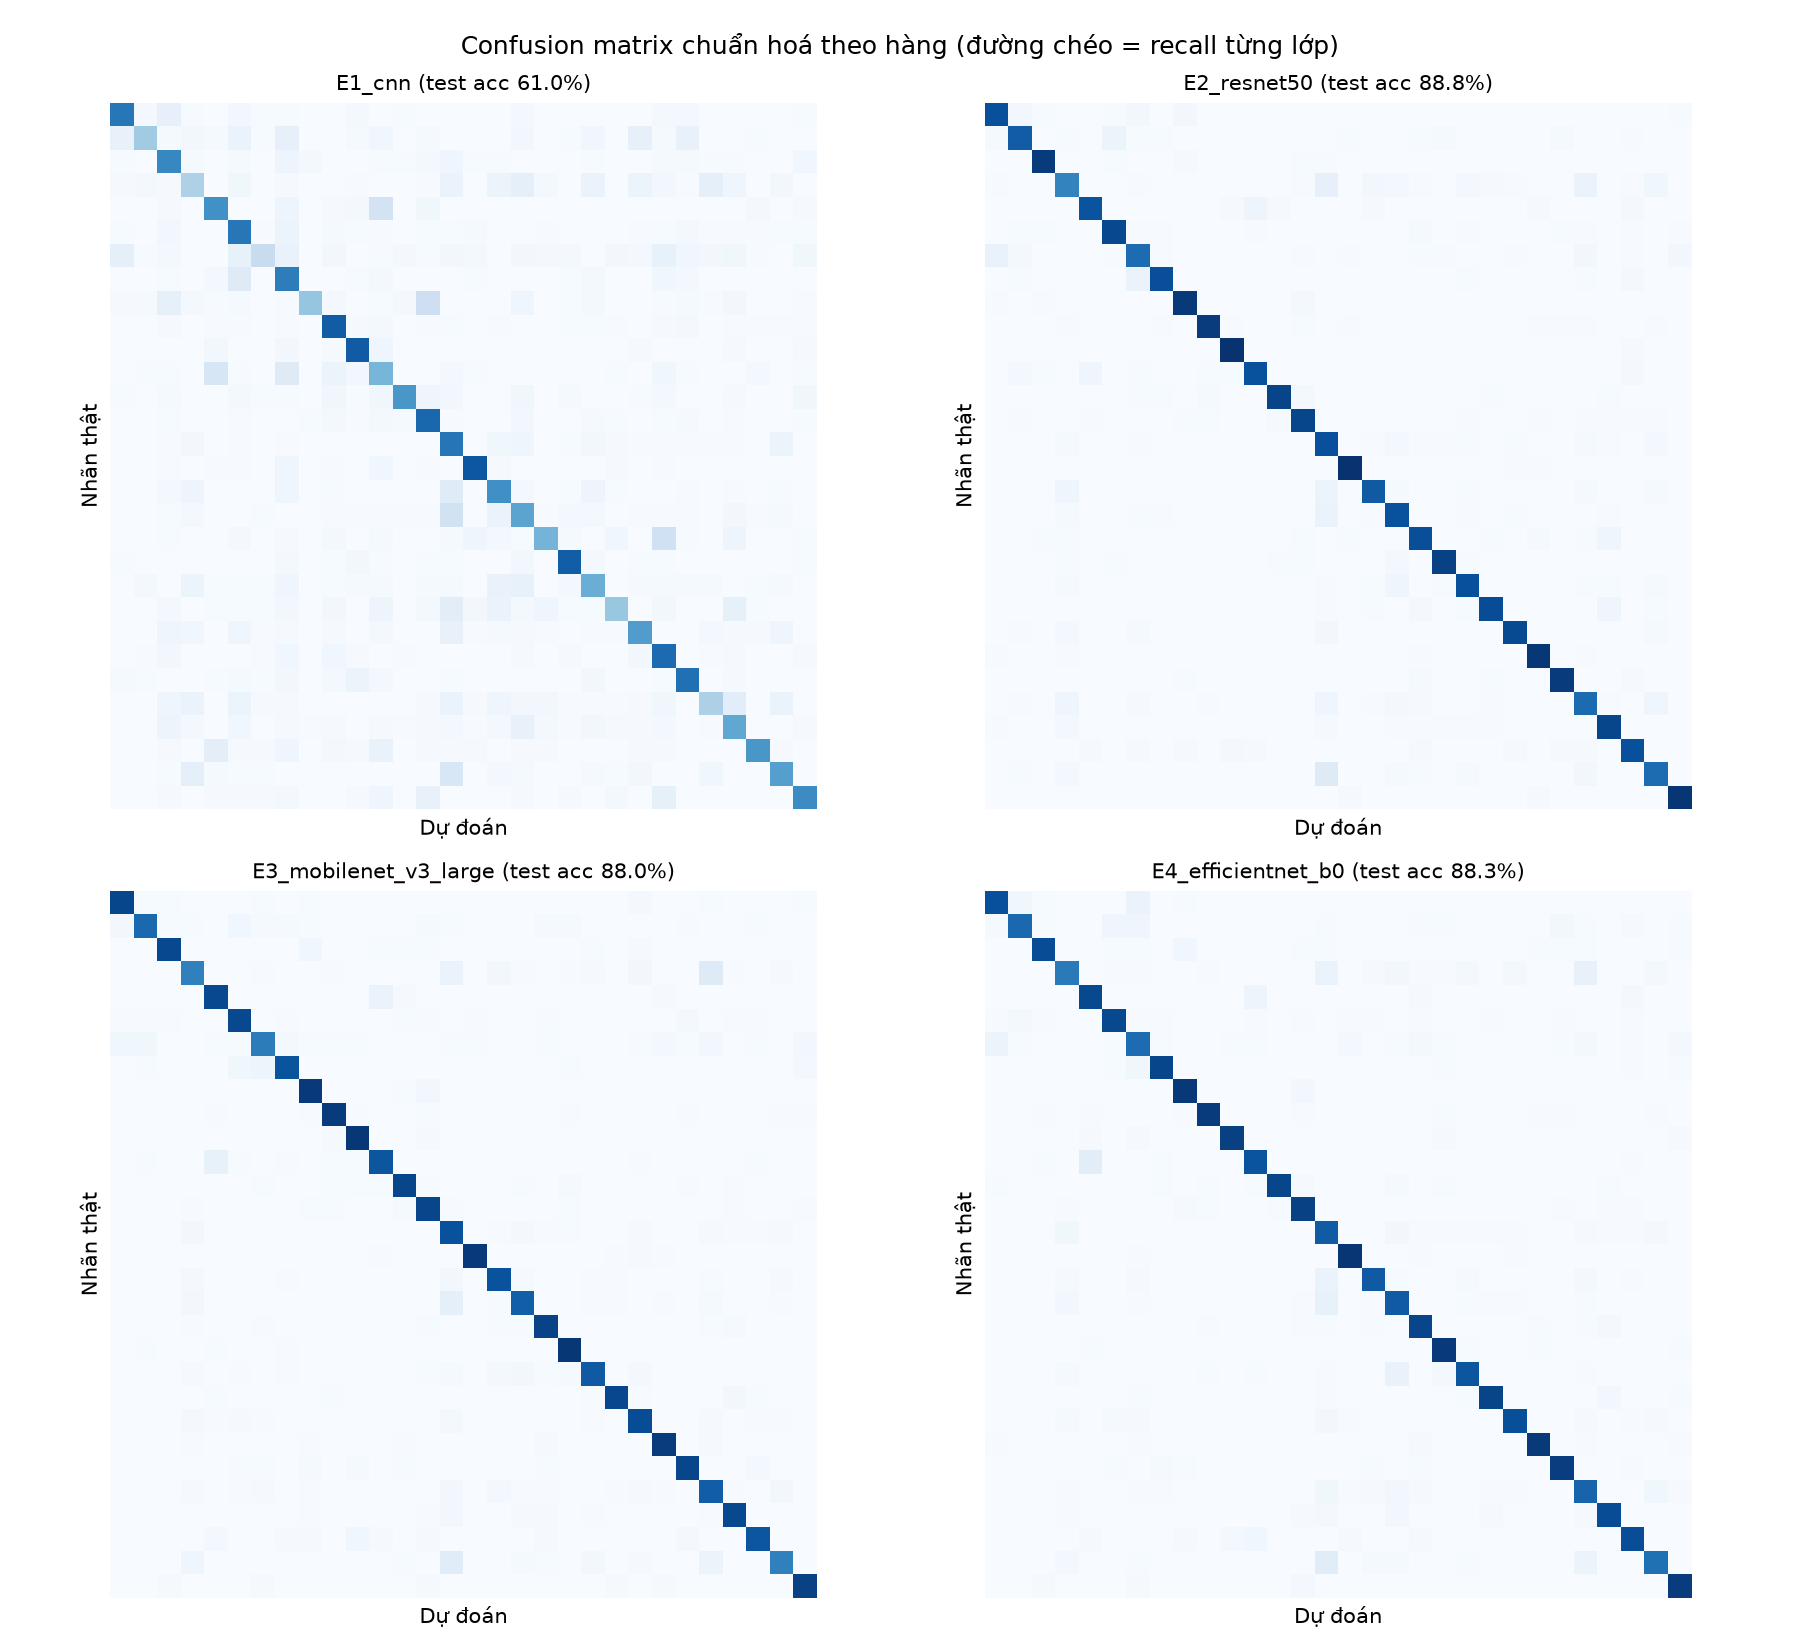 Confusion matrix chuẩn hoá theo hàng (đường chéo = recall từng lớp)
E1_cnn (test acc 61.0%)
E2_resnet50 (test acc 88.8%)
Nhãn thật
Nhãn thật
Dự đoán
Dự đoán
E3_mobilenet_v3_large (test acc 88.0%)
E4_efficientnet_b0 (test acc 88.3%)
Nhãn thật
Nhãn thật
Dự đoán
Dự đoán